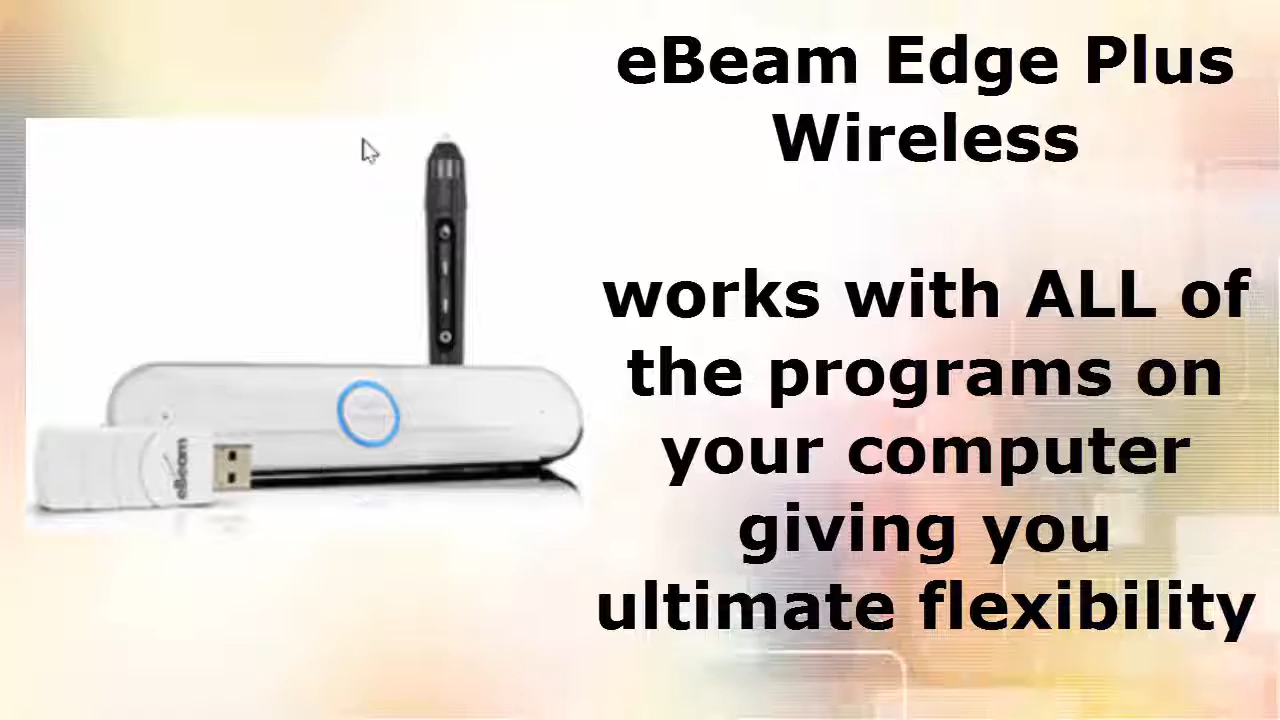 eBeam Edge Plus
Wireless
works with ALL of
the programs on
your computer
giving you
ultimate flexibility
eBeam